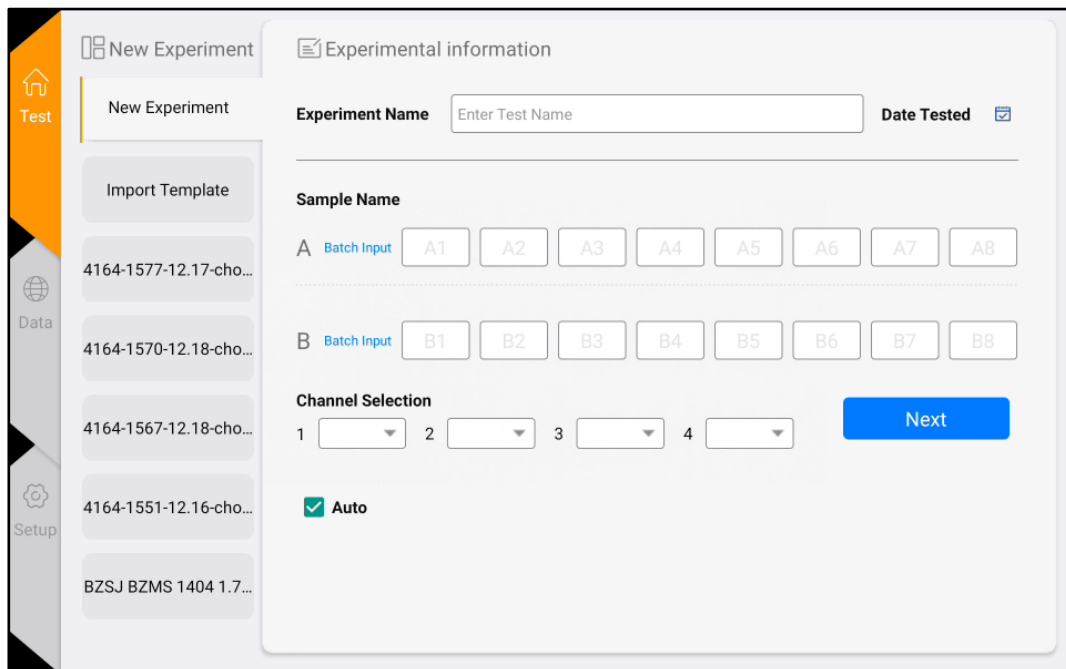 Test
Data
Setup
New Experiment
New Experiment
Import Template
4164-1577-12.17-cho...
4164-1570-12.18-cho...
4164-1567-12.18-cho...
4164-1551-12.16-cho...
BZSJ BZMS 1404 1.7...
Experimental information
Experiment Name Enter Test Name Date Tested
Sample Name
A Batch Input A1 A2 A3 A4 A5 A6 A7 A8
B Batch Input B1 B2 B3 B4 B5 B6 B7 B8
Channel Selection
1 2 3 4
Next
Auto